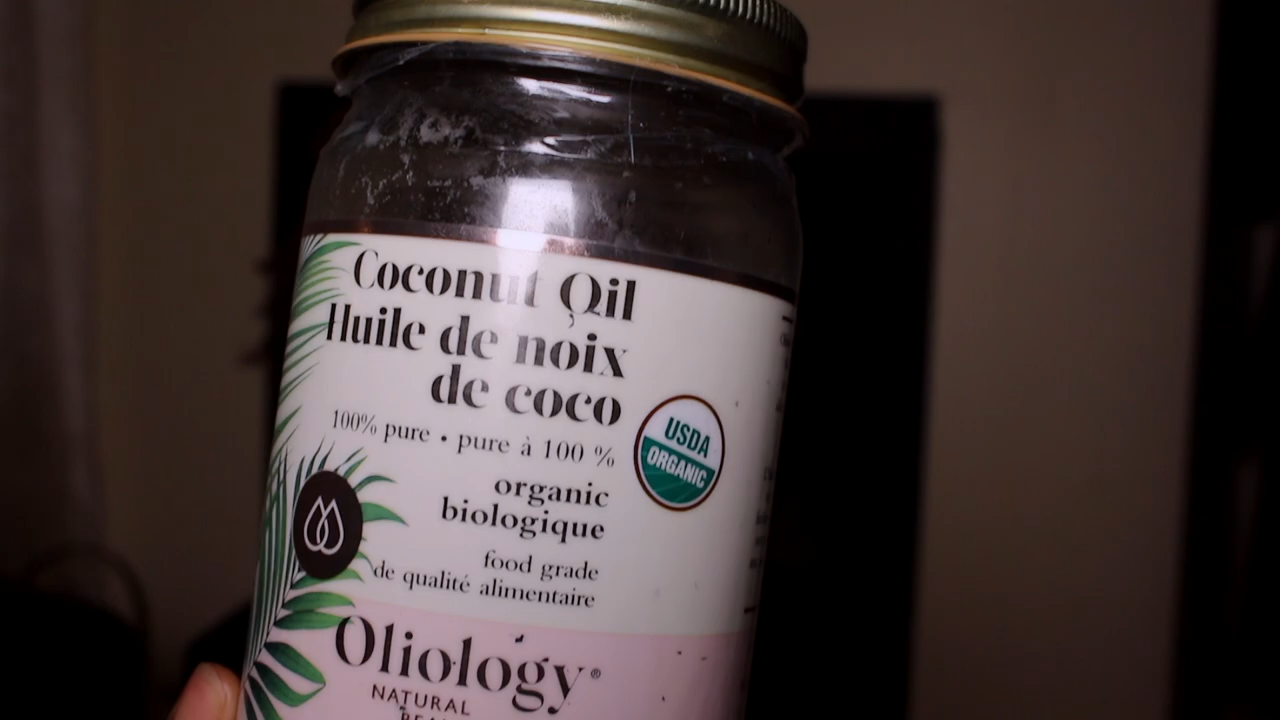 Coconut Oil
Huile de noix
de coco
100% pure • pure à 100 %
USDA
ORGANIC
organic
biologique
food grade
de qualité alimentaire
Oliology®
NATURAL